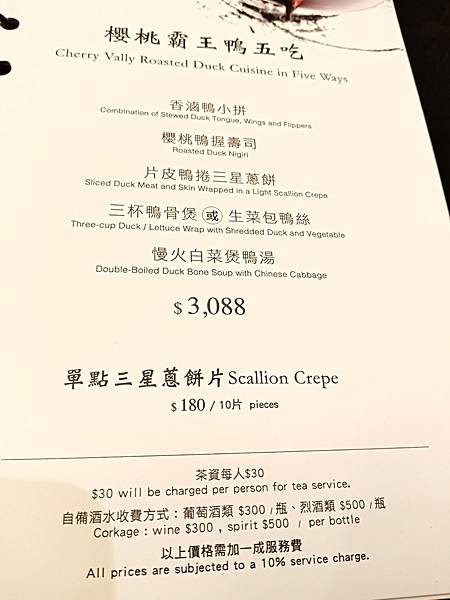 櫻桃霸王鴨五吃
Cherry Vally Roasted Duck Cuisine in Five Ways
香滷鴨小拼
Combination of Stewed Duck Tongue, Wings and Flippers
櫻桃鴨握壽司
Roasted Duck Nigiri
片皮鴨捲三星蔥餅
Sliced Duck Meat and Skin Wrapped in a Light Scallion Crepe
三杯鴨骨煲 或 生菜包鴨絲
Three-cup Duck / Lettuce Wrap with Shredded Duck and Vegetable
慢火白菜煲鴨湯
Double-Boiled Duck Bone Soup with Chinese Cabbage
$ 3,088
單點三星蔥餅片 Scallion Crepe
$ 180 / 10片 pieces
茶資每人$30
$30 will be charged per person for tea service.
自備酒水收費方式：葡萄酒類 $300 / 瓶、烈酒類 $500 / 瓶
Corkage : wine $300 , spirit $500 / per bottle
以上價格需加一成服務費
All prices are subjected to a 10% service charge.